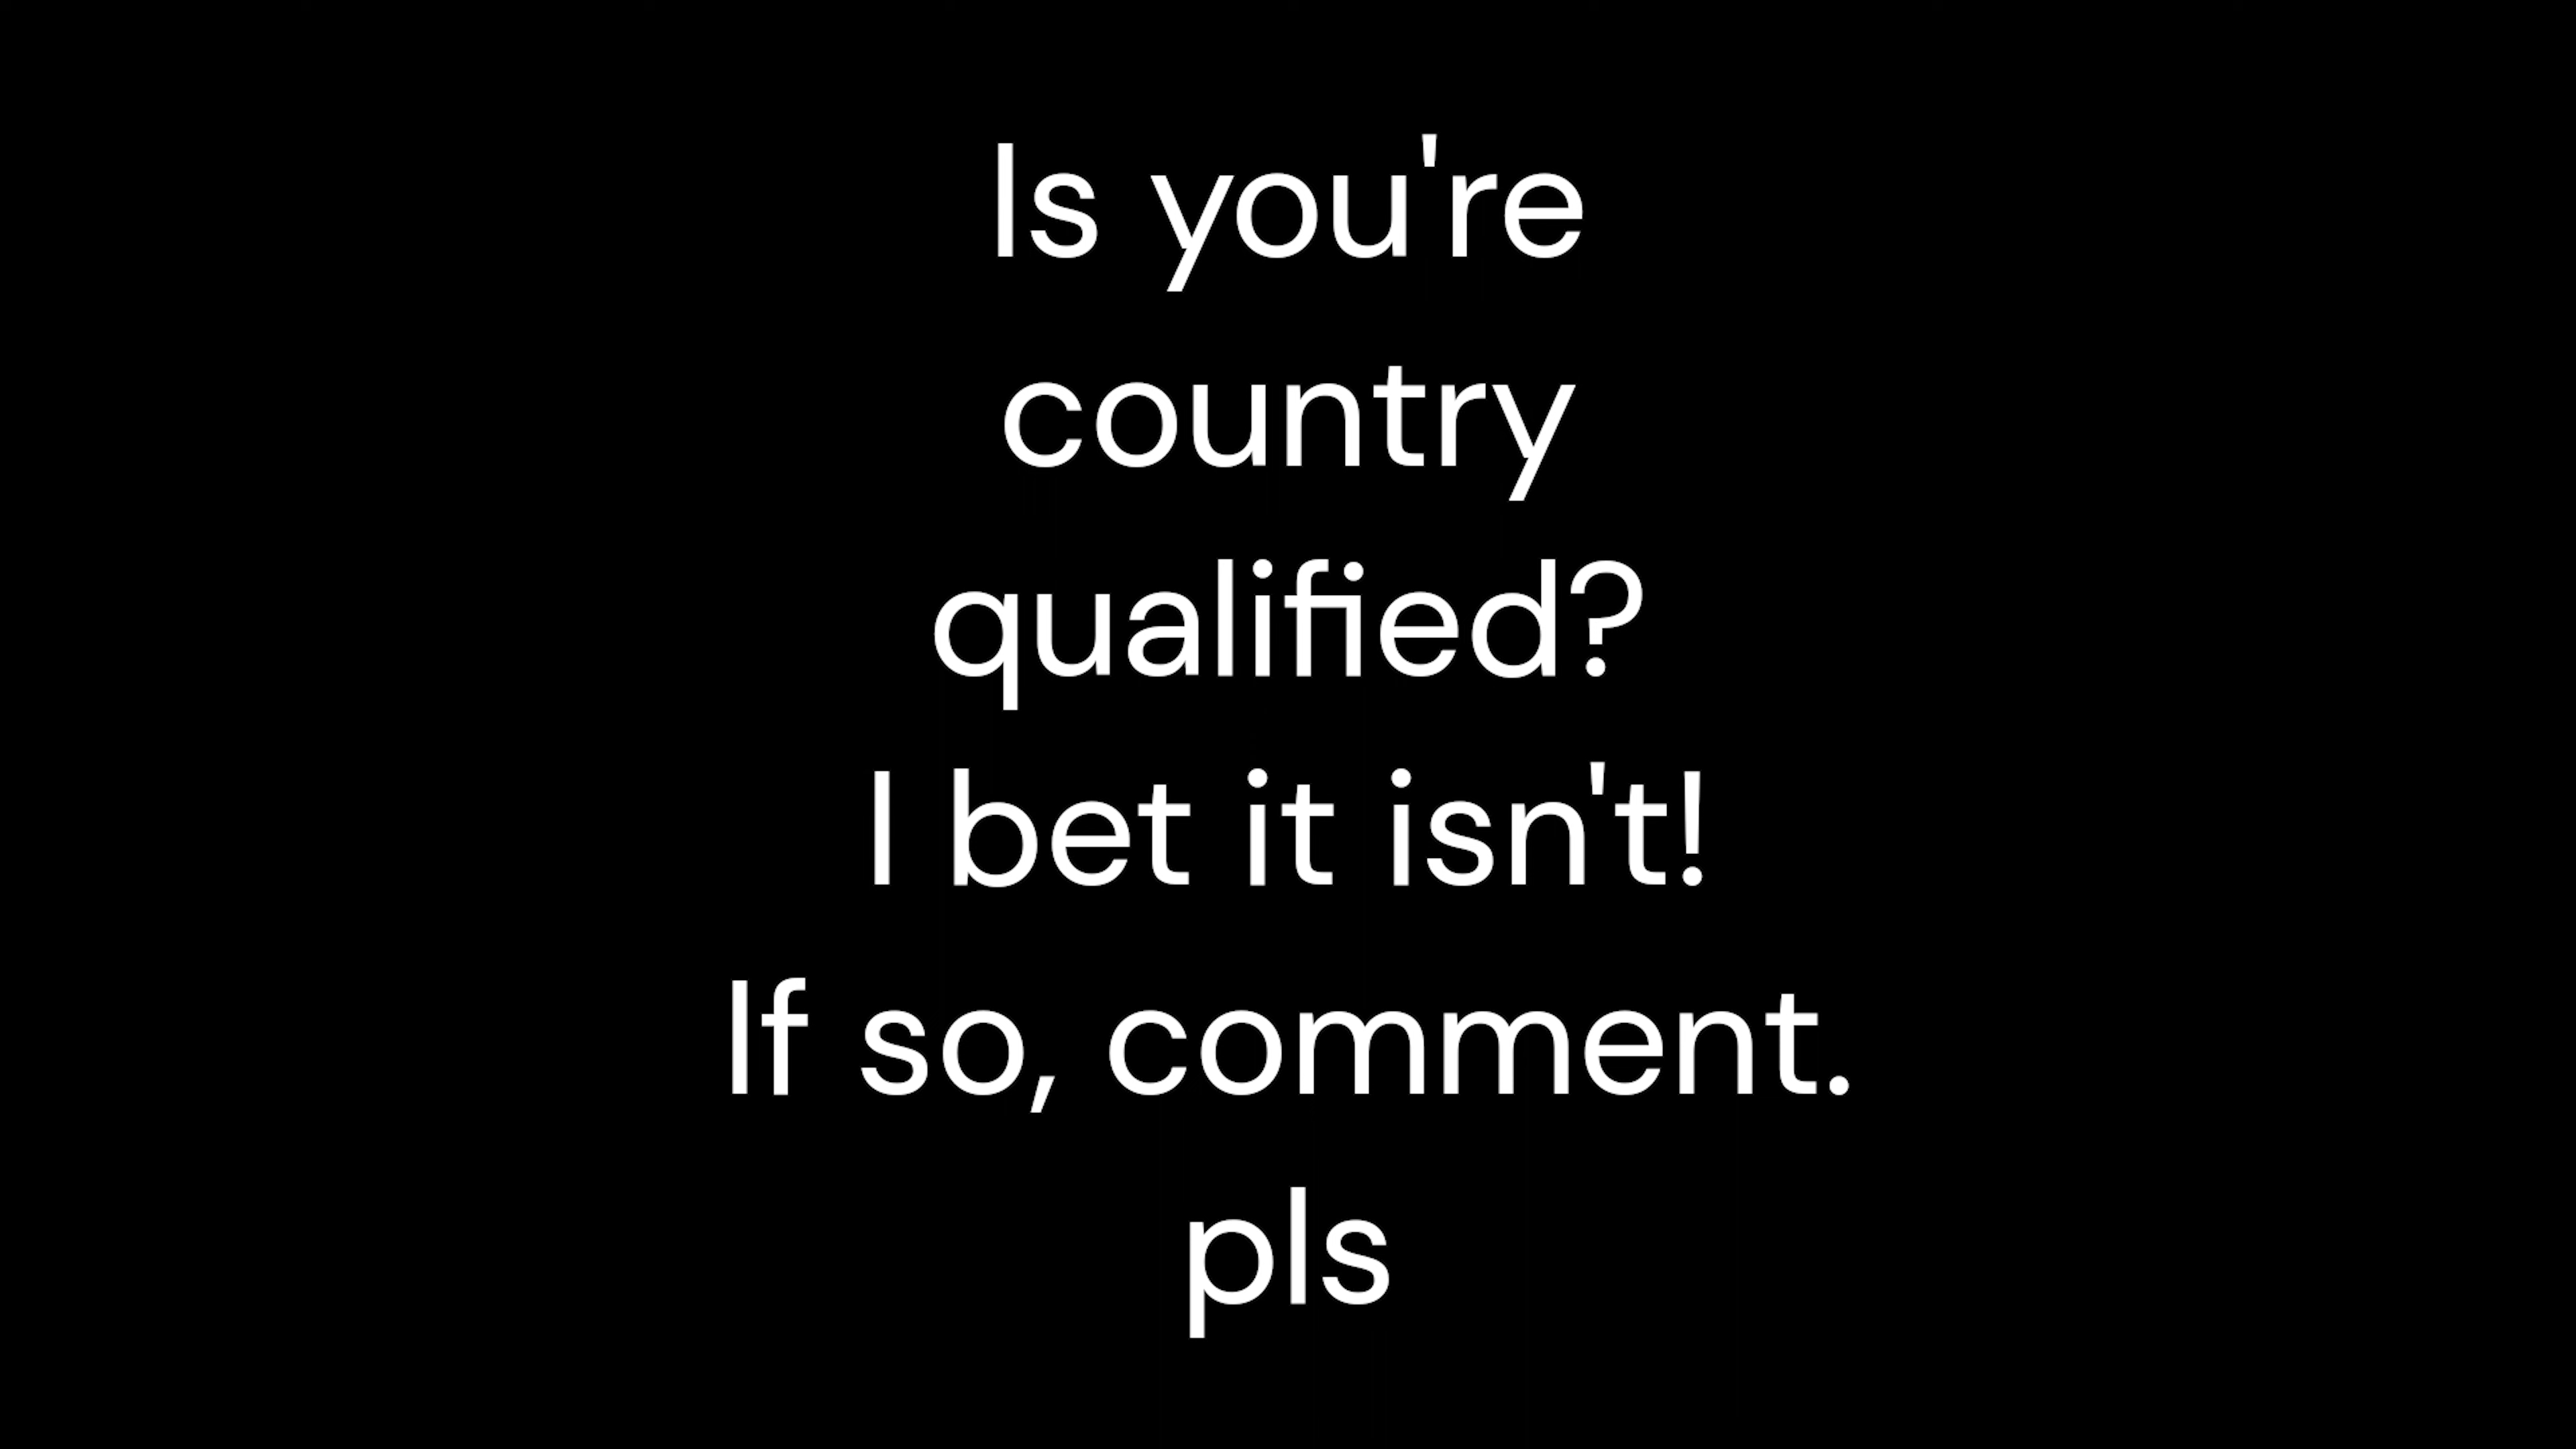 Is you're
country
qualified?
I bet it isn't!
If so, comment.
pls